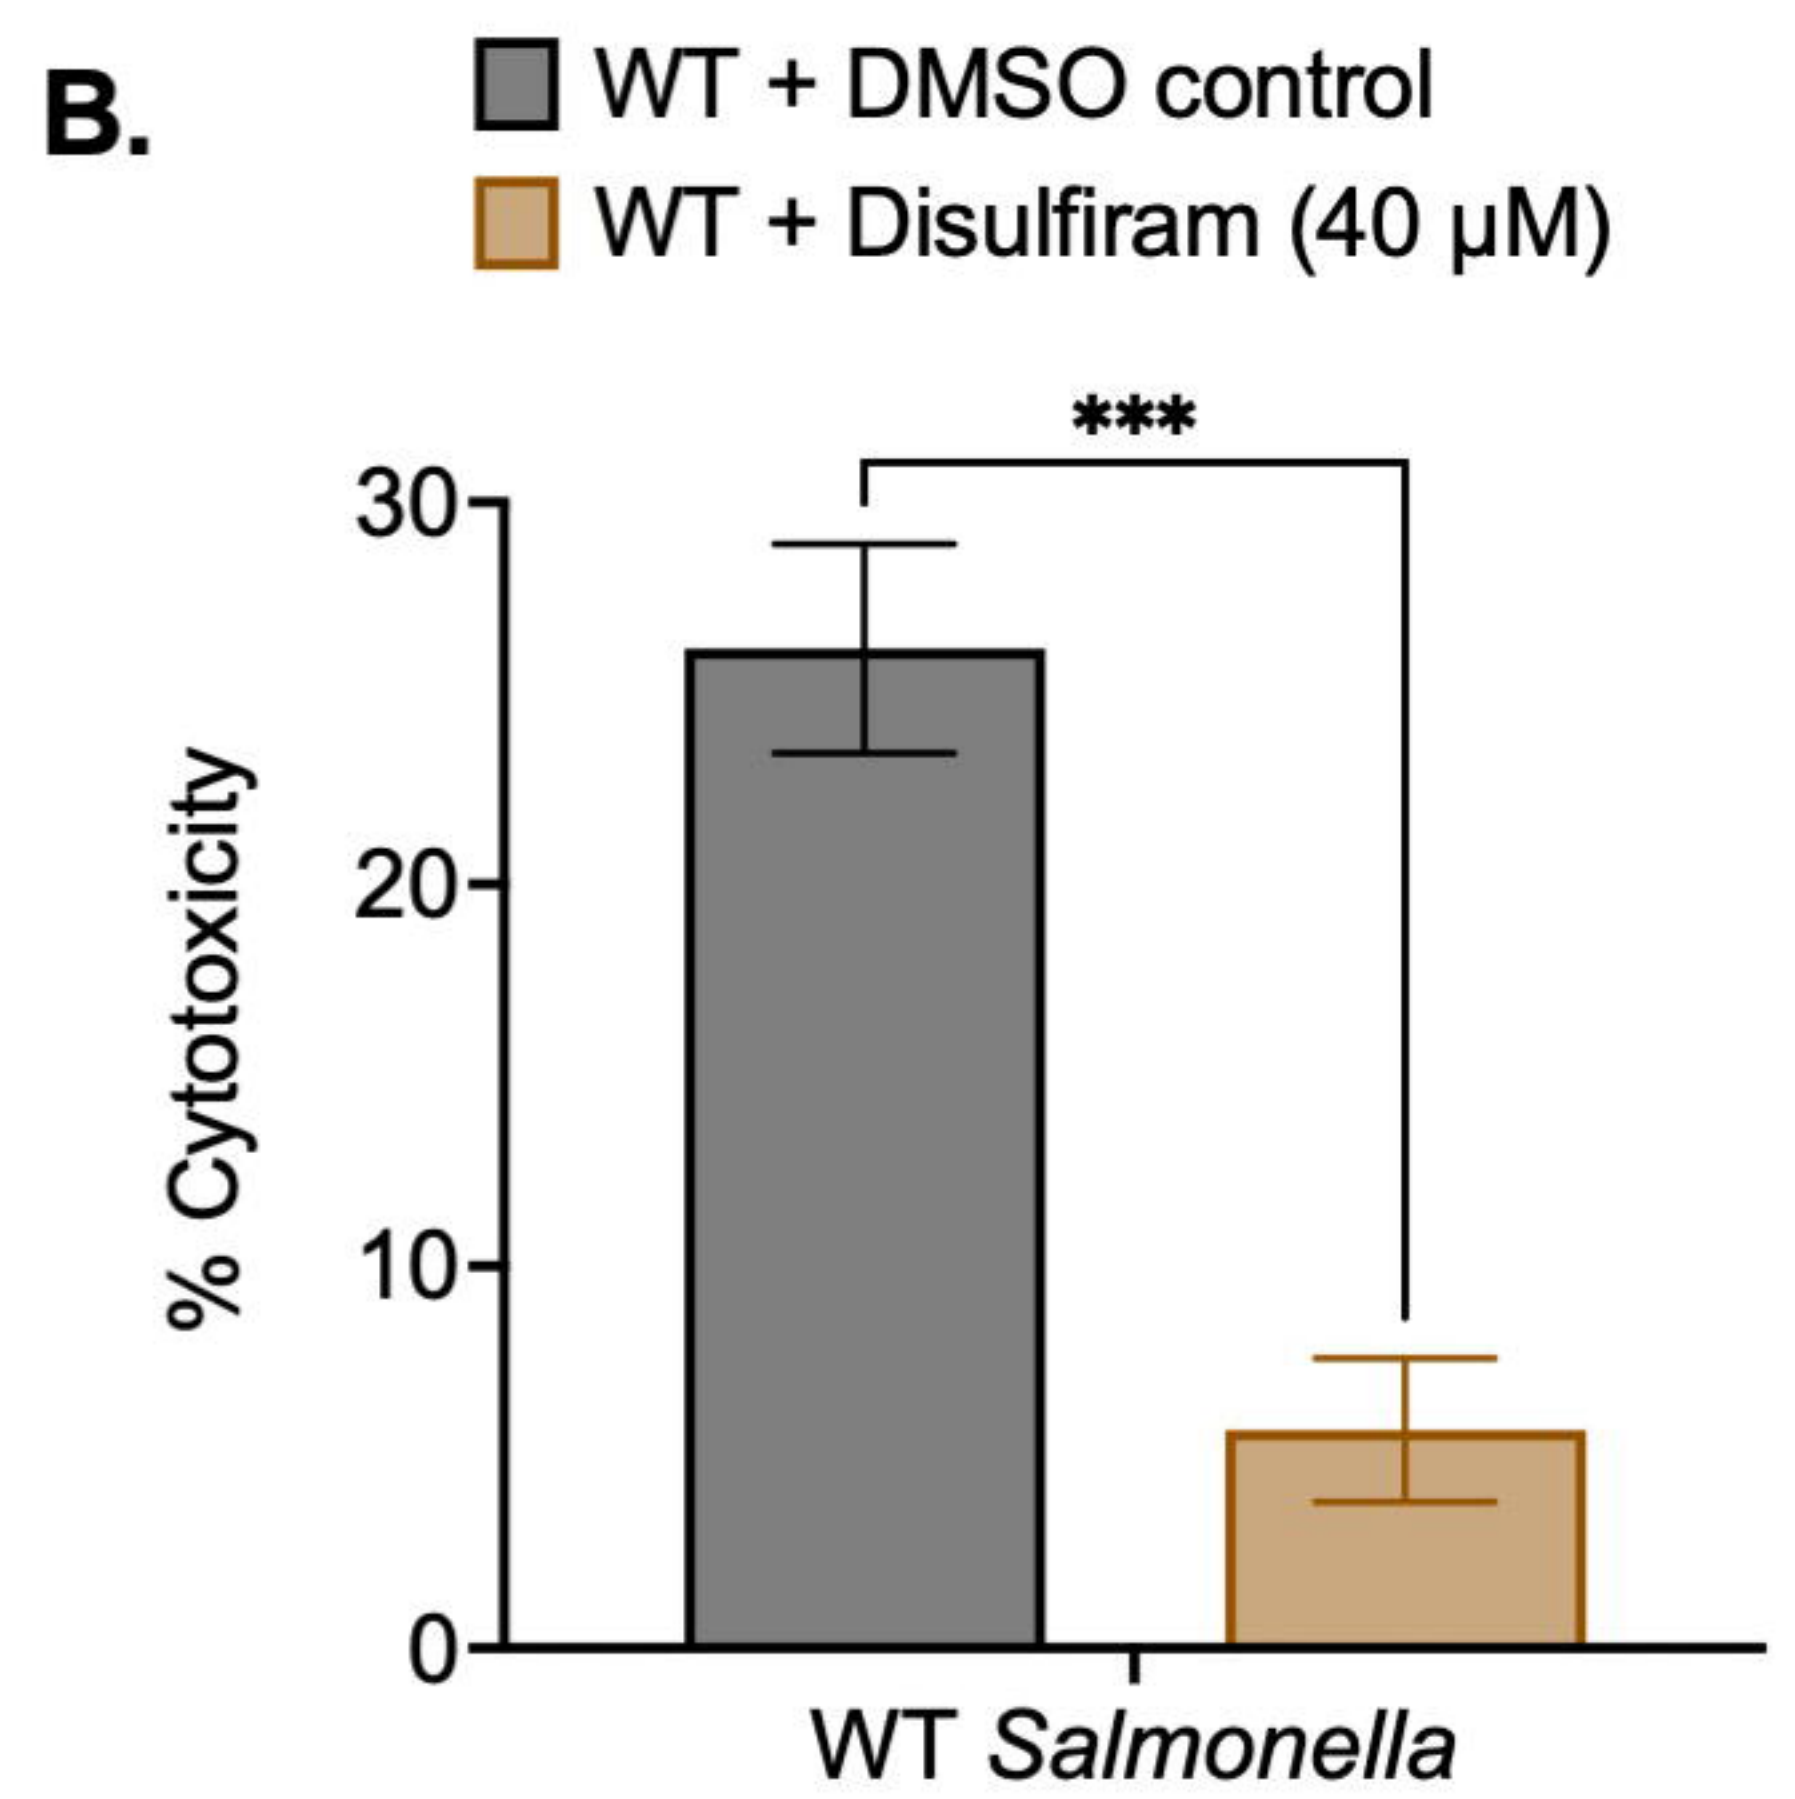 B.
WT + DMSO control
WT + Disulfiram (40 µM)
***
30
20
10
0
% Cytotoxicity
WT Salmonella